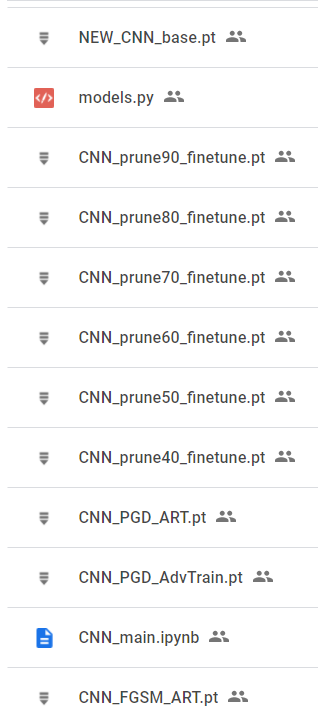 NEW_CNN_base.pt
models.py
CNN_prune90_finetune.pt
CNN_prune80_finetune.pt
CNN_prune70_finetune.pt
CNN_prune60_finetune.pt
CNN_prune50_finetune.pt
CNN_prune40_finetune.pt
CNN_PGD_ART.pt
CNN_PGD_AdvTrain.pt
CNN_main.ipynb
CNN_FGSM_ART.pt